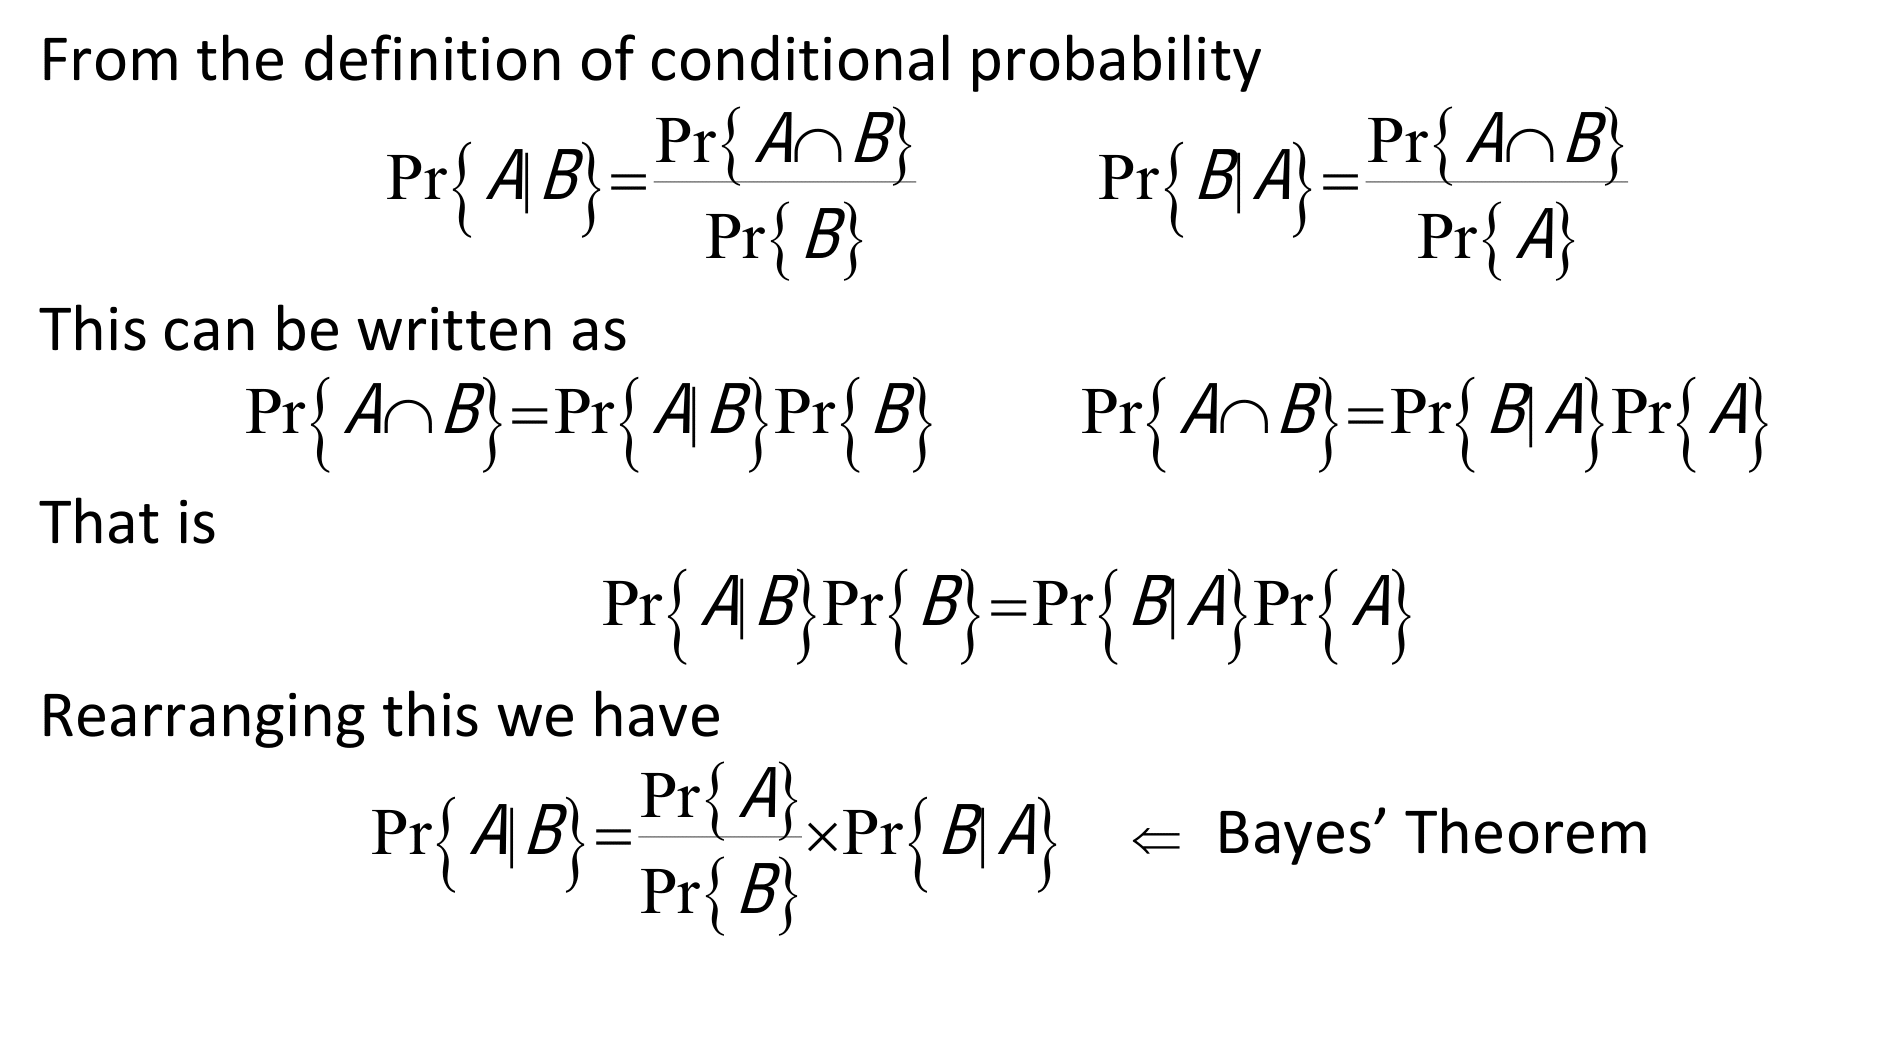 From the definition of conditional probability
Pr{A|B}=Pr{A∩B}/Pr{B} Pr{B|A}=Pr{A∩B}/Pr{A}
This can be written as
Pr{A∩B}=Pr{A|B}Pr{B} Pr{A∩B}=Pr{B|A}Pr{A}
That is
Pr{A|B}Pr{B}=Pr{B|A}Pr{A}
Rearranging this we have
Pr{A|B}=Pr{A}/Pr{B}×Pr{B|A} ⇐ Bayes’ Theorem